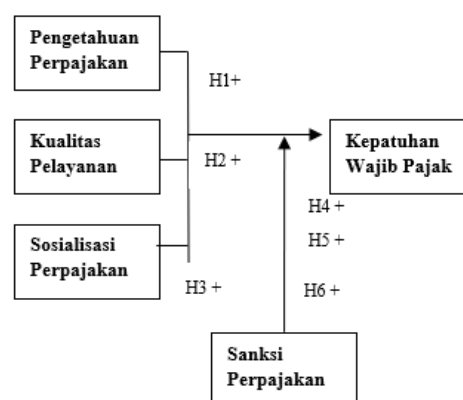 Pengetahuan
Perpajakan
H1+
Kualitas
Pelayanan
H2 +
Kepatuhan
Wajib Pajak
H4 +
Sosialisasi
Perpajakan
H5 +
H3 +
H6 +
Sanksi
Perpajakan